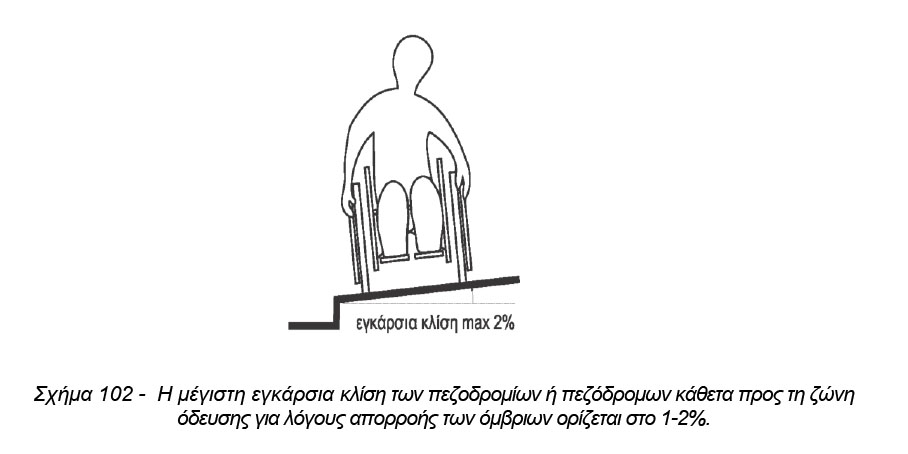 εγκάρσια κλίση max 2%
Σχήμα 102 - Η μέγιστη εγκάρσια κλίση των πεζοδρομίων ή πεζόδρομων κάθετα προς τη ζώνη
όδευσης για λόγους απορροής των όμβριων ορίζεται στο 1-2%.